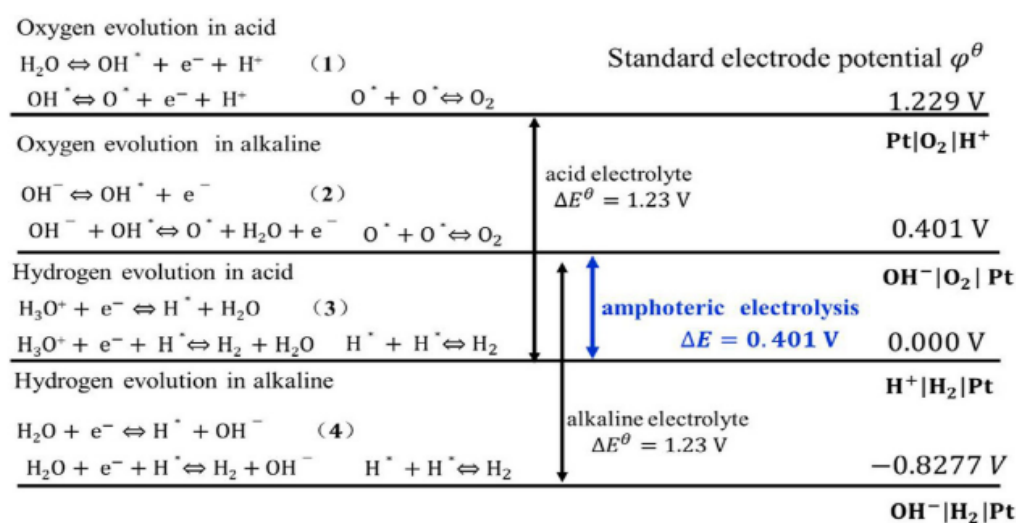 Oxygen evolution in acid
H₂O ⇔ OH* + e⁻ + H⁺ (1)
Standard electrode potential φ^θ
OH* ⇔ O* + e⁻ + H⁺ O* + O* ⇔ O₂
1.229 V
Oxygen evolution in alkaline
Pt|O₂|H⁺
acid electrolyte
ΔE^θ = 1.23 V
OH⁻ ⇔ OH* + e⁻ (2)
OH⁻ + OH* ⇔ O* + H₂O + e⁻ O* + O* ⇔ O₂
0.401 V
Hydrogen evolution in acid
OH⁻|O₂| Pt
H₃O⁺ + e⁻ ⇔ H* + H₂O (3)
amphoteric electrolysis
H₃O⁺ + e⁻ + H* ⇔ H₂ + H₂O H* + H* ⇔ H₂
ΔE = 0.401 V
0.000 V
Hydrogen evolution in alkaline
H⁺|H₂|Pt
H₂O + e⁻ ⇔ H* + OH⁻ (4)
alkaline electrolyte
ΔE^θ = 1.23 V
H₂O + e⁻ + H* ⇔ H₂ + OH⁻ H* + H* ⇔ H₂
−0.8277 V
OH⁻|H₂|Pt